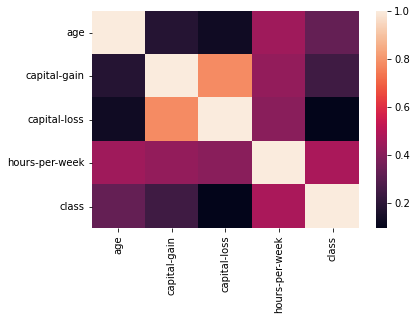 age
capital-gain
capital-loss
hours-per-week
class
age
capital-gain
capital-loss
hours-per-week
class
1.0
0.8
0.6
0.4
0.2